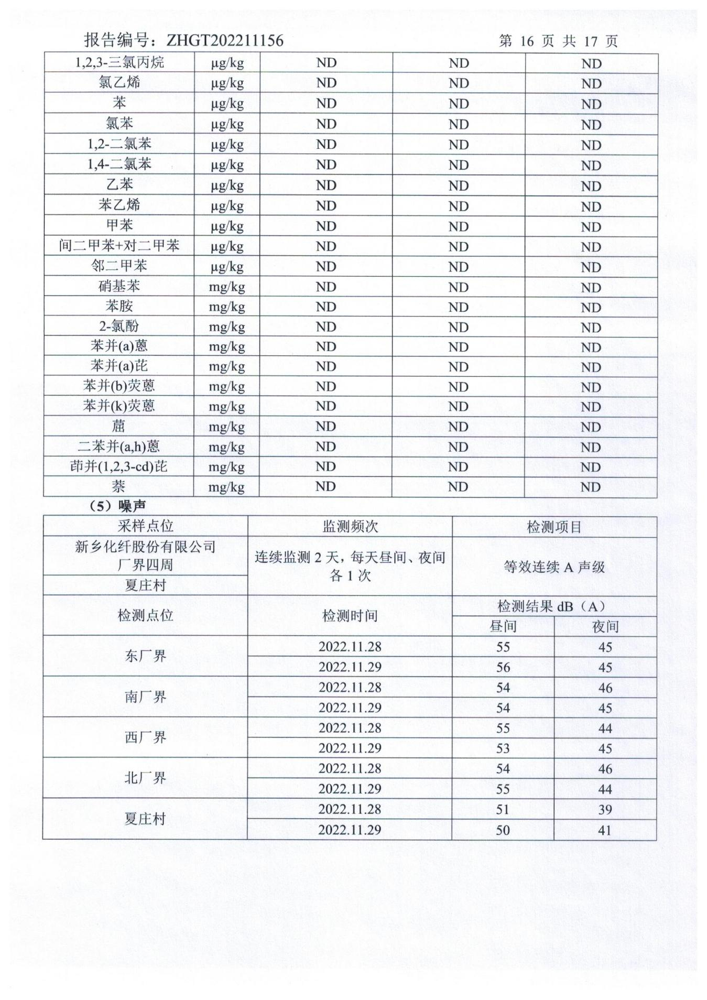 报告编号：ZHGT202211156 第 16 页 共 17 页
1,2,3-三氯丙烷 μg/kg ND ND ND
氯乙烯 μg/kg ND ND ND
苯 μg/kg ND ND ND
氯苯 μg/kg ND ND ND
1,2-二氯苯 μg/kg ND ND ND
1,4-二氯苯 μg/kg ND ND ND
乙苯 μg/kg ND ND ND
苯乙烯 μg/kg ND ND ND
甲苯 μg/kg ND ND ND
间二甲苯+对二甲苯 μg/kg ND ND ND
邻二甲苯 μg/kg ND ND ND
硝基苯 mg/kg ND ND ND
苯胺 mg/kg ND ND ND
2-氯酚 mg/kg ND ND ND
苯并(a)蒽 mg/kg ND ND ND
苯并(a)芘 mg/kg ND ND ND
苯并(b)荧蒽 mg/kg ND ND ND
苯并(k)荧蒽 mg/kg ND ND ND
䓛 mg/kg ND ND ND
二苯并(a,h)蒽 mg/kg ND ND ND
茚并(1,2,3-cd)芘 mg/kg ND ND ND
萘 mg/kg ND ND ND
（5）噪声
采样点位 监测频次 检测项目
新乡化纤股份有限公司
厂界四周
夏庄村
连续监测 2 天，每天昼间、夜间
各 1 次
等效连续 A 声级
检测点位 检测时间 检测结果 dB（A）
昼间 夜间
东厂界 2022.11.28 55 45
2022.11.29 56 45
南厂界 2022.11.28 54 46
2022.11.29 54 45
西厂界 2022.11.28 55 44
2022.11.29 53 45
北厂界 2022.11.28 54 46
2022.11.29 55 44
夏庄村 2022.11.28 51 39
2022.11.29 50 41